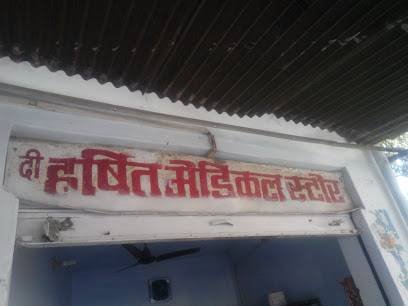 दी हर्षित मेडिकल स्टोर